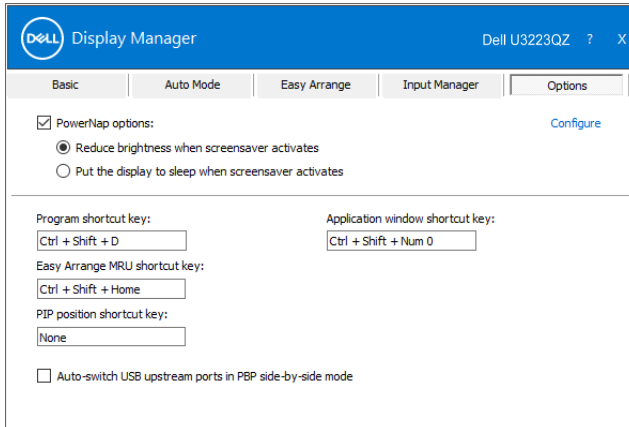 DELL Display Manager Dell U3223QZ ? X
Basic Auto Mode Easy Arrange Input Manager Options
PowerNap options: Configure
Reduce brightness when screensaver activates
Put the display to sleep when screensaver activates
Program shortcut key: Application window shortcut key:
Ctrl + Shift + D Ctrl + Shift + Num 0
Easy Arrange MRU shortcut key:
Ctrl + Shift + Home
PIP position shortcut key:
None
Auto-switch USB upstream ports in PBP side-by-side mode